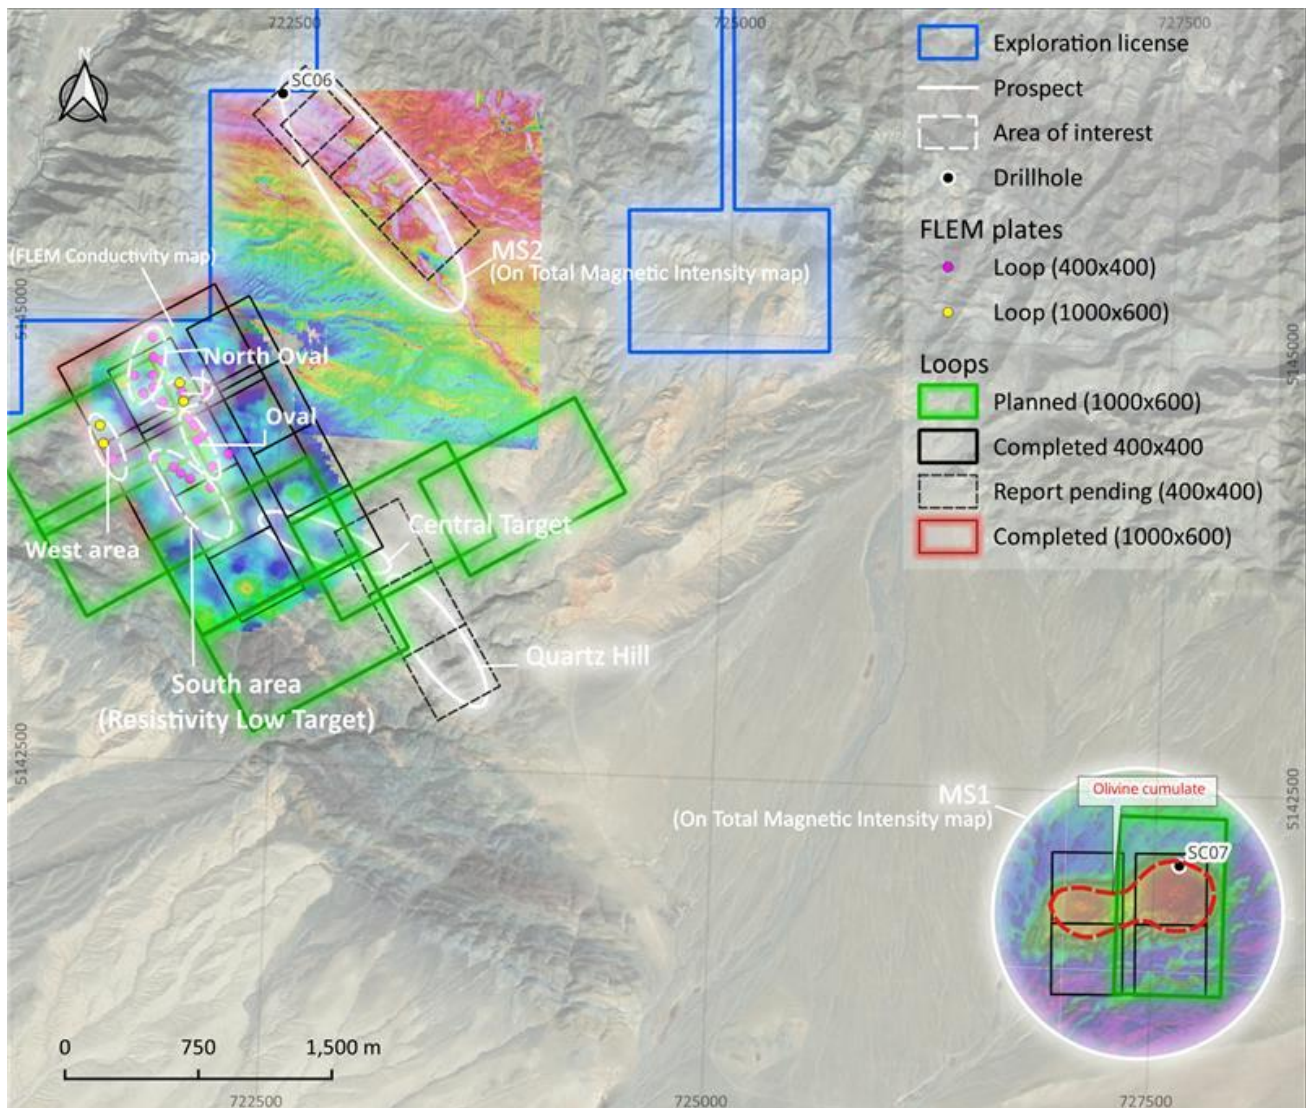 722500
725000
727500
N
SC06
Exploration license
Prospect
Area of interest
Drillhole
FLEM plates
Loop (400x400)
Loop (1000x600)
Loops
Planned (1000x600)
Completed 400x400
Report pending (400x400)
Completed (1000x600)
MS2
(On Total Magnetic Intensity map)
(FLEM Conductivity map)
5145000
5145000
North Oval
Oval
West area
Central Target
Quartz Hill
South area
(Resistivity Low Target)
5142500
5142500
MS1
(On Total Magnetic Intensity map)
Olivine cumulate
SC07
0 750 1,500 m
722500
725000
727500